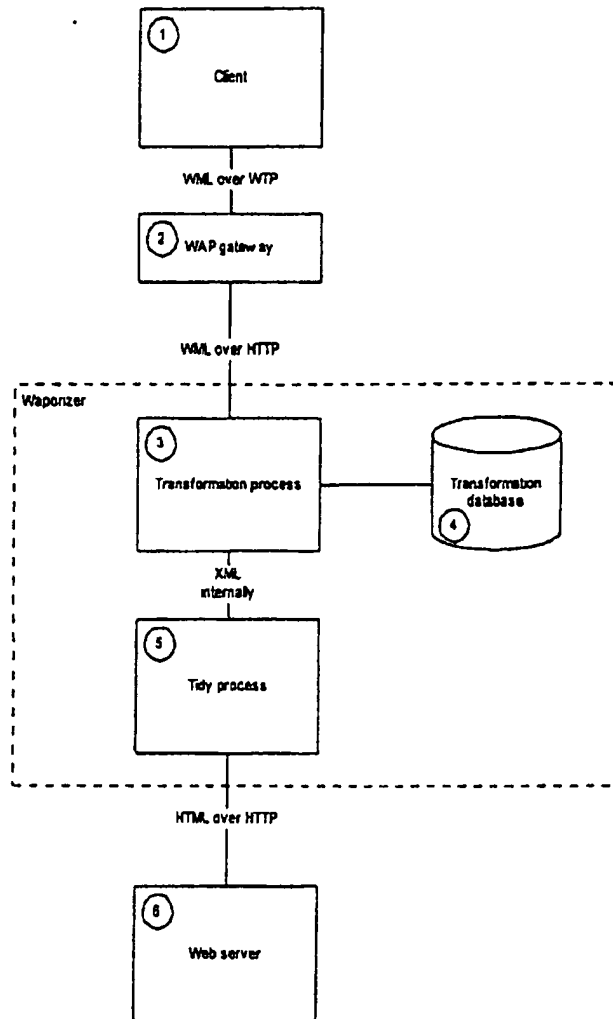 1
Client
WML over WTP
2
WAP gateway
WML over HTTP
Waponzer
3
Transformation process
Transformation
database
4
XML
internally
5
Tidy process
HTML over HTTP
6
Web server